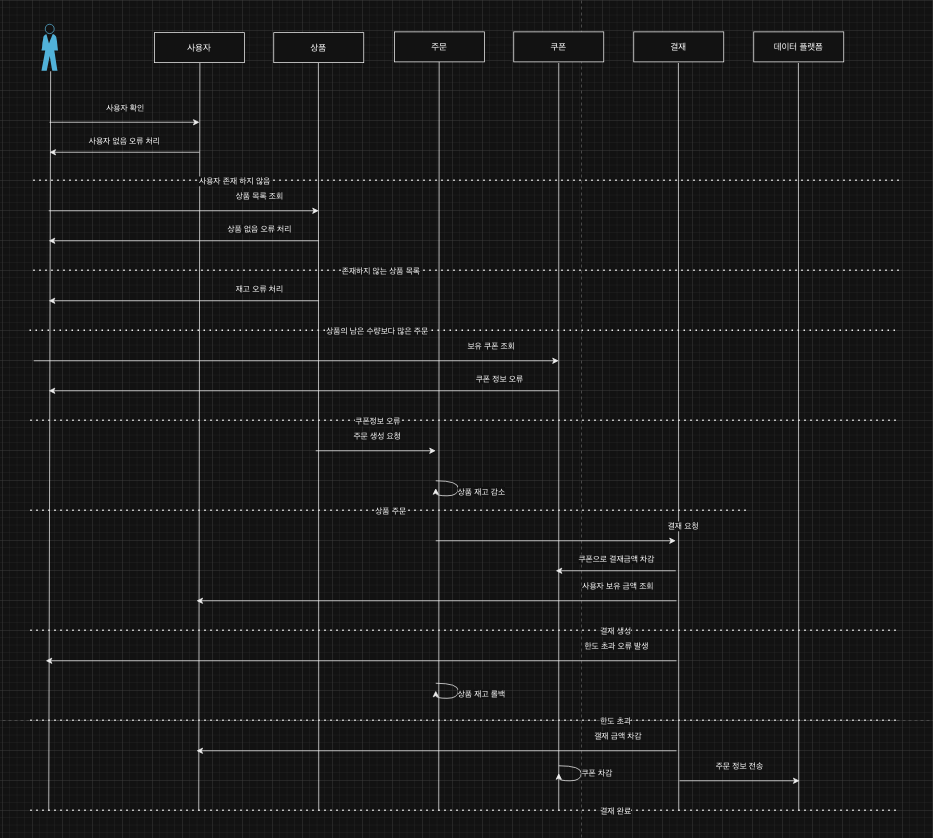 사용자
상품
주문
쿠폰
결재
데이터 플랫폼
사용자 확인
사용자 없음 오류 처리
사용자 존재 하지 않음
상품 목록 조회
상품 없음 오류 처리
존재하지 않는 상품 목록
재고 오류 처리
상품의 남은 수량보다 많은 주문
보유 쿠폰 조회
쿠폰 정보 오류
쿠폰정보 오류
주문 생성 요청
상품 재고 감소
상품 주문
결재 요청
쿠폰으로 결재금액 차감
사용자 보유 금액 조회
결재 생성
한도 초과 오류 발생
상품 재고 롤백
한도 초과
결재 금액 차감
주문 정보 전송
쿠폰 차감
결재 완료